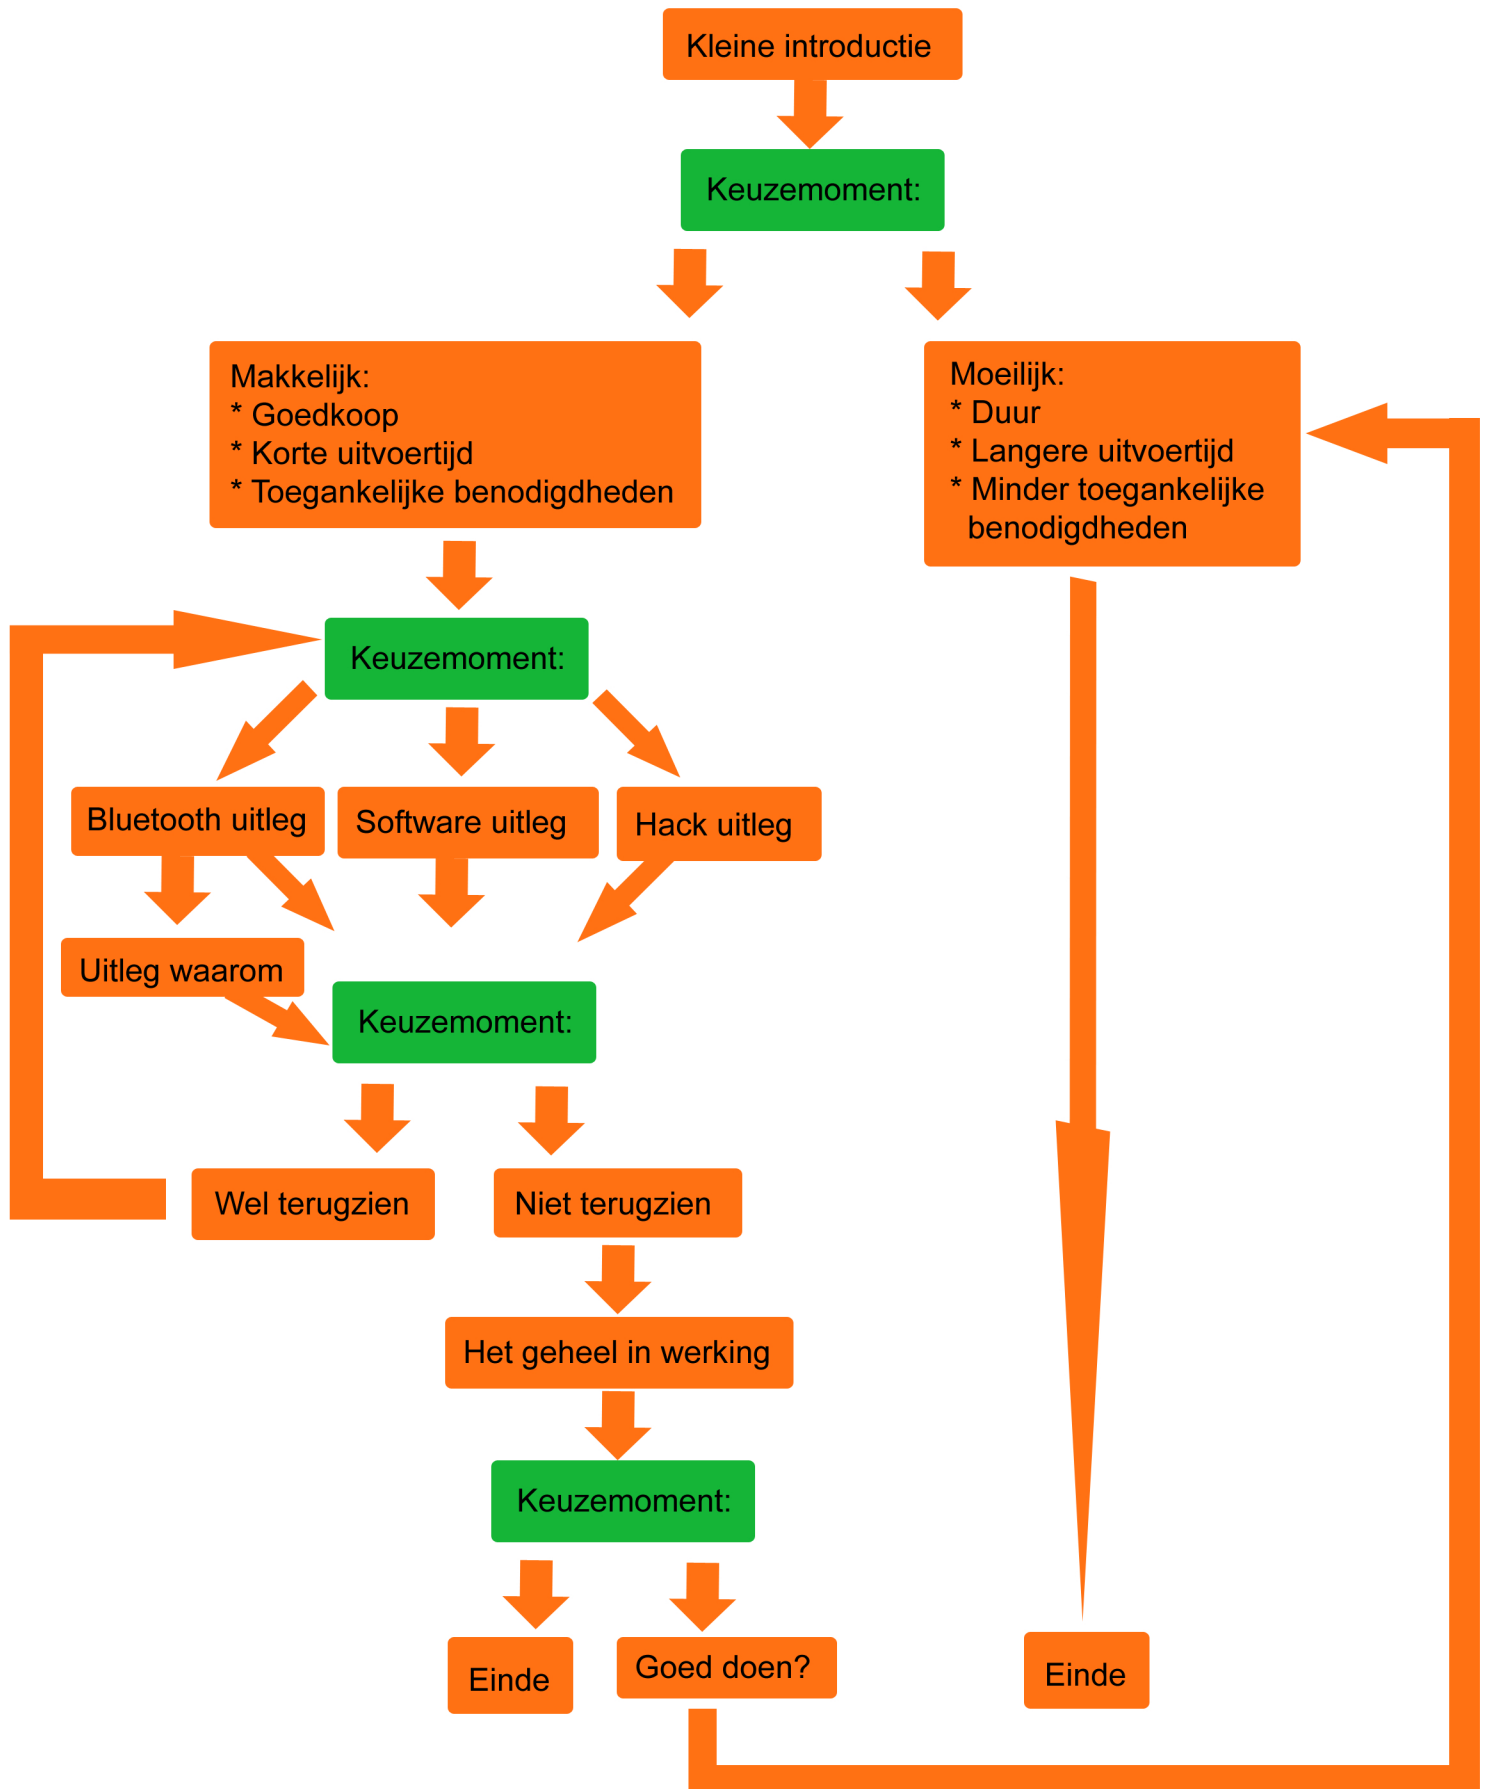 Kleine introductie
Keuzemoment:
Makkelijk:
* Goedkoop
* Korte uitvoertijd
* Toegankelijke benodigdheden
Moeilijk:
* Duur
* Langere uitvoertijd
* Minder toegankelijke
benodigdheden
Keuzemoment:
Bluetooth uitleg
Software uitleg
Hack uitleg
Uitleg waarom
Keuzemoment:
Wel terugzien
Niet terugzien
Het geheel in werking
Keuzemoment:
Einde
Goed doen?
Einde